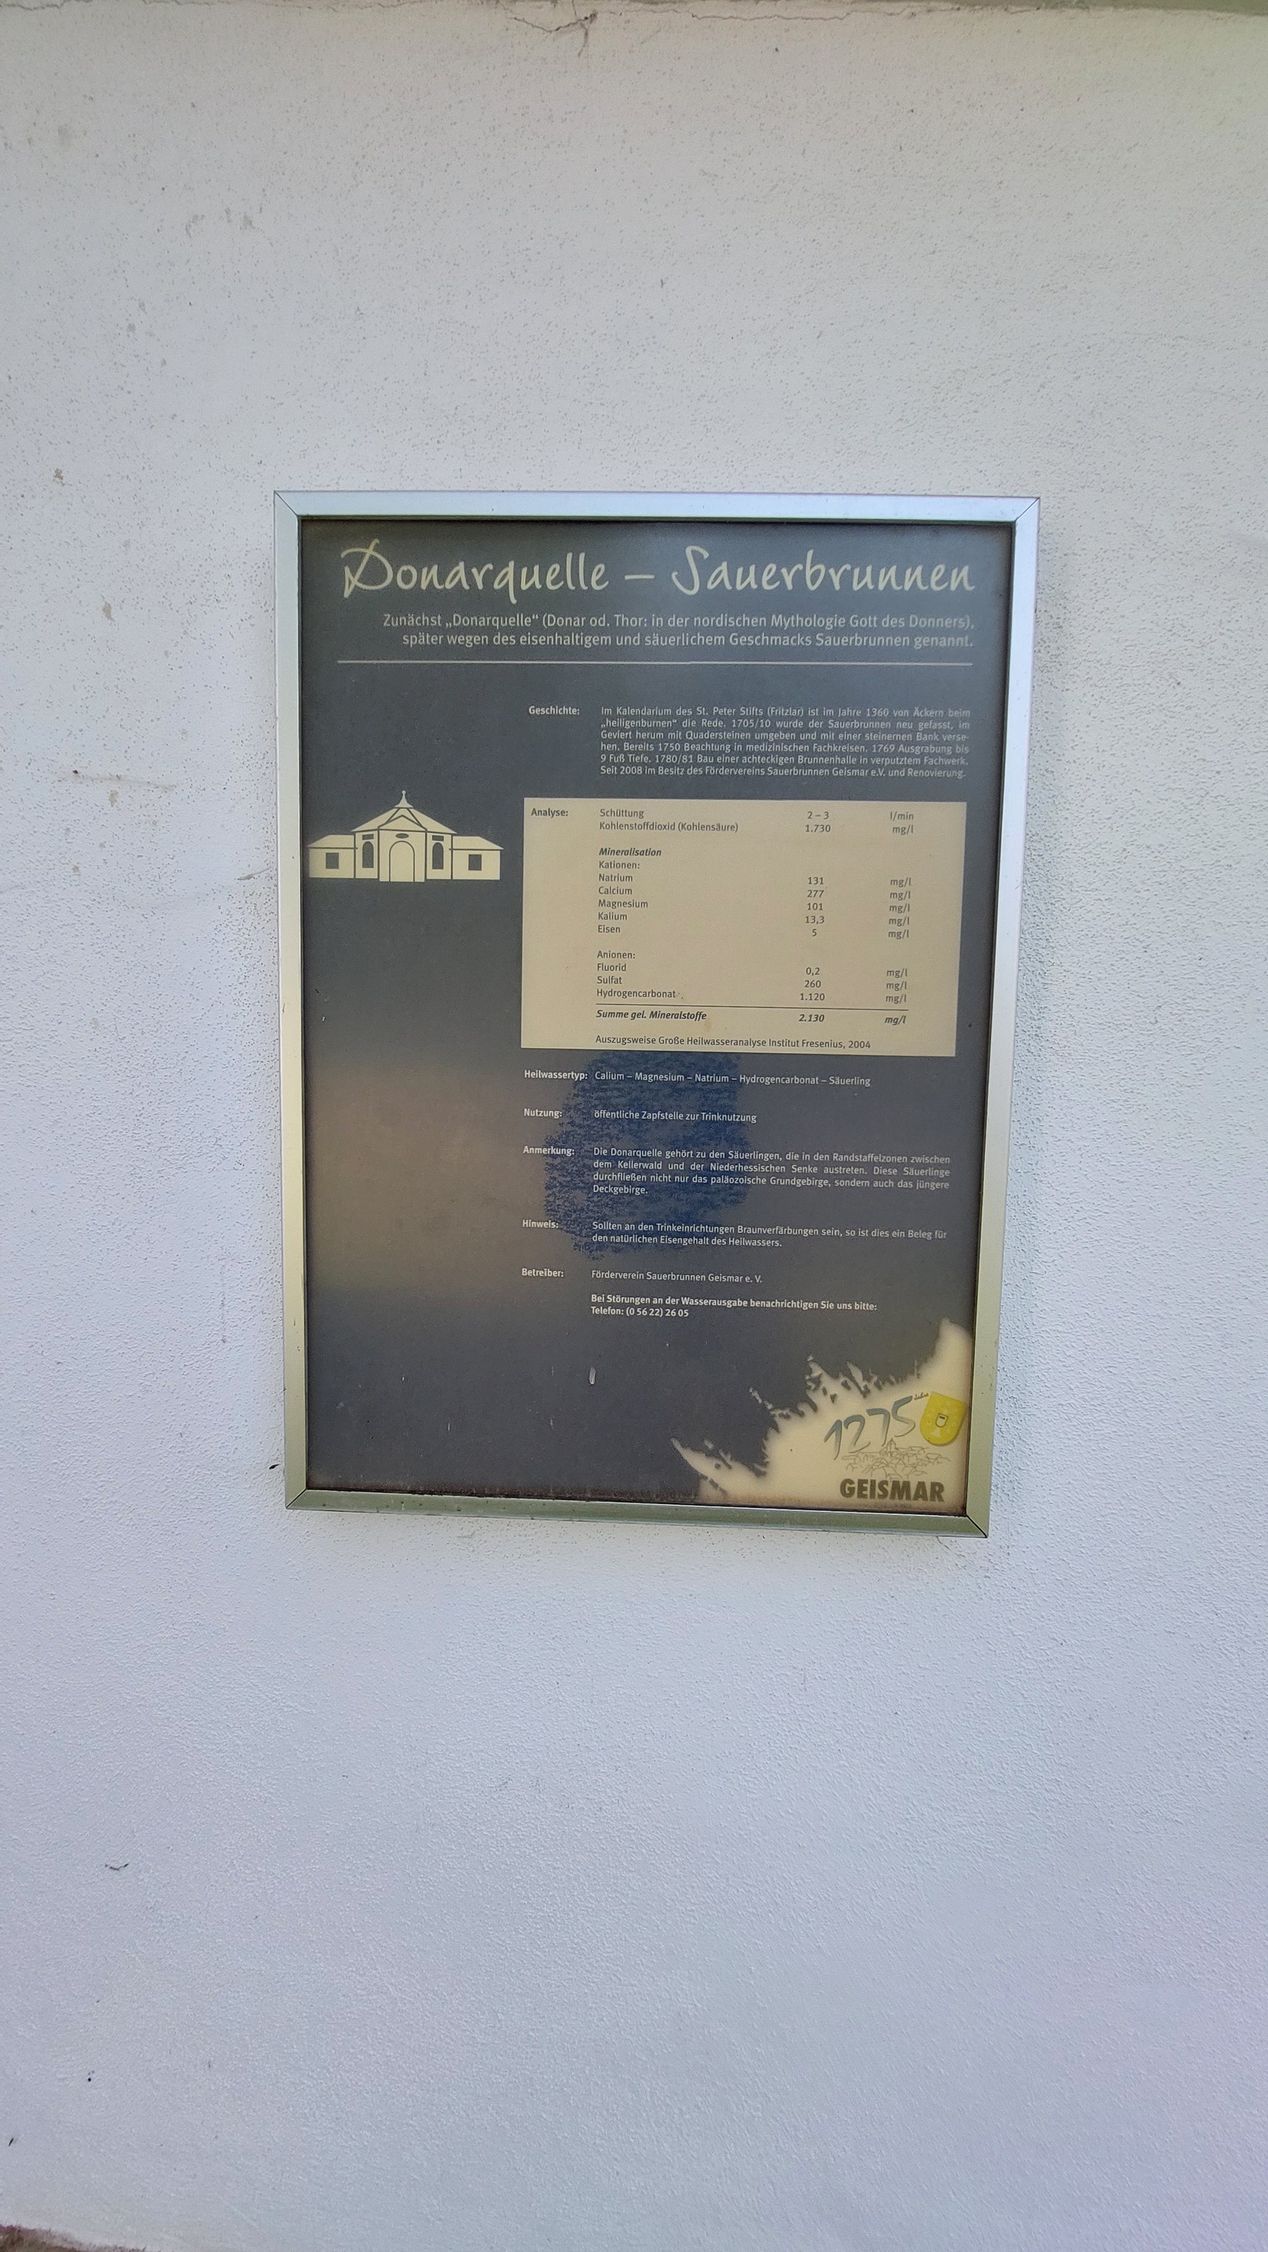 Donarquelle – Sauerbrunnen
Zunächst „Donarquelle“ (Donar od. Thor: in der nordischen Mythologie Gott des Donners),
später wegen des eisenhaltigem und säuerlichem Geschmacks Sauerbrunnen genannt.
Geschichte: Im Kalendarium des St. Peter Stifts (Fritzlar) ist im Jahre 1360 von Äckern beim
„heiligenburnen“ die Rede. 1705/10 wurde der Sauerbrunnen neu gefasst, im
Geviert herum mit Quadersteinen umgeben und mit einer steinernen Bank verse-
hen. Bereits 1750 Beachtung in medizinischen Fachkreisen. 1769 Ausgrabung bis
9 Fuß Tiefe. 1780/81 Bau einer achteckigen Brunnenhalle in verputztem Fachwerk.
Seit 2008 im Besitz des Fördervereins Sauerbrunnen Geismar e.V. und Renovierung.
Analyse: Schüttung 2 – 3 l/min
Kohlenstoffdioxid (Kohlensäure) 1.730 mg/l
Mineralisation
Kationen:
Natrium 131 mg/l
Calcium 277 mg/l
Magnesium 101 mg/l
Kalium 13,3 mg/l
Eisen 5 mg/l
Anionen:
Fluorid 0,2 mg/l
Sulfat 260 mg/l
Hydrogencarbonat 1.120 mg/l
Summe gel. Mineralstoffe 2.130 mg/l
Auszugsweise Große Heilwasseranalyse Institut Fresenius, 2004
Heilwassertyp: Calium – Magnesium – Natrium – Hydrogencarbonat – Säuerling
Nutzung: öffentliche Zapfstelle zur Trinknutzung
Anmerkung: Die Donarquelle gehört zu den Säuerlingen, die in den Randstaffelzonen zwischen
dem Kellerwald und der Niederhessischen Senke austreten. Diese Säuerlinge
durchfließen nicht nur das paläozoische Grundgebirge, sondern auch das jüngere
Deckgebirge.
Hinweis: Sollten an den Trinkeinrichtungen Braunverfärbungen sein, so ist dies ein Beleg für
den natürlichen Eisengehalt des Heilwassers.
Betreiber: Förderverein Sauerbrunnen Geismar e. V.
Bei Störungen an der Wasserausgabe benachrichtigen Sie uns bitte:
Telefon: (0 56 22) 26 05
1275 Jahre
GEISMAR